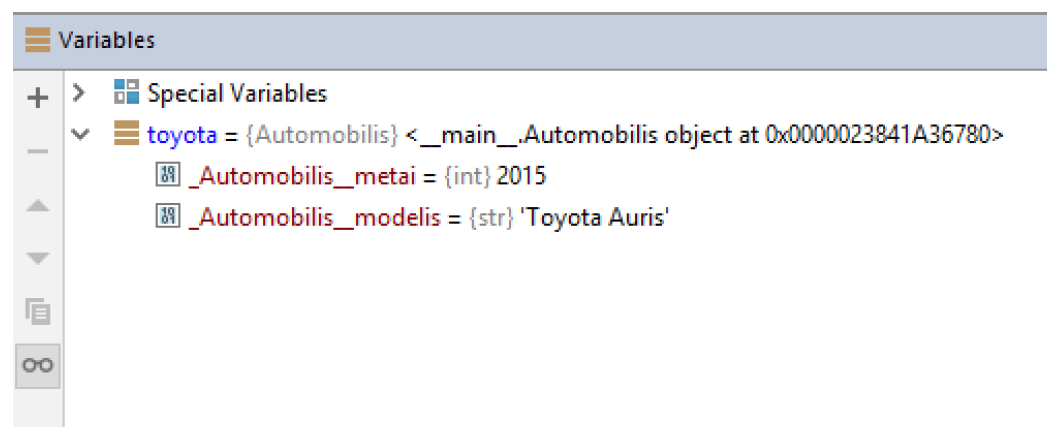 Variables
Special Variables
toyota = {Automobilis} <__main__.Automobilis object at 0x0000023841A36780>
_Automobilis__metai = {int} 2015
_Automobilis__modelis = {str} 'Toyota Auris'